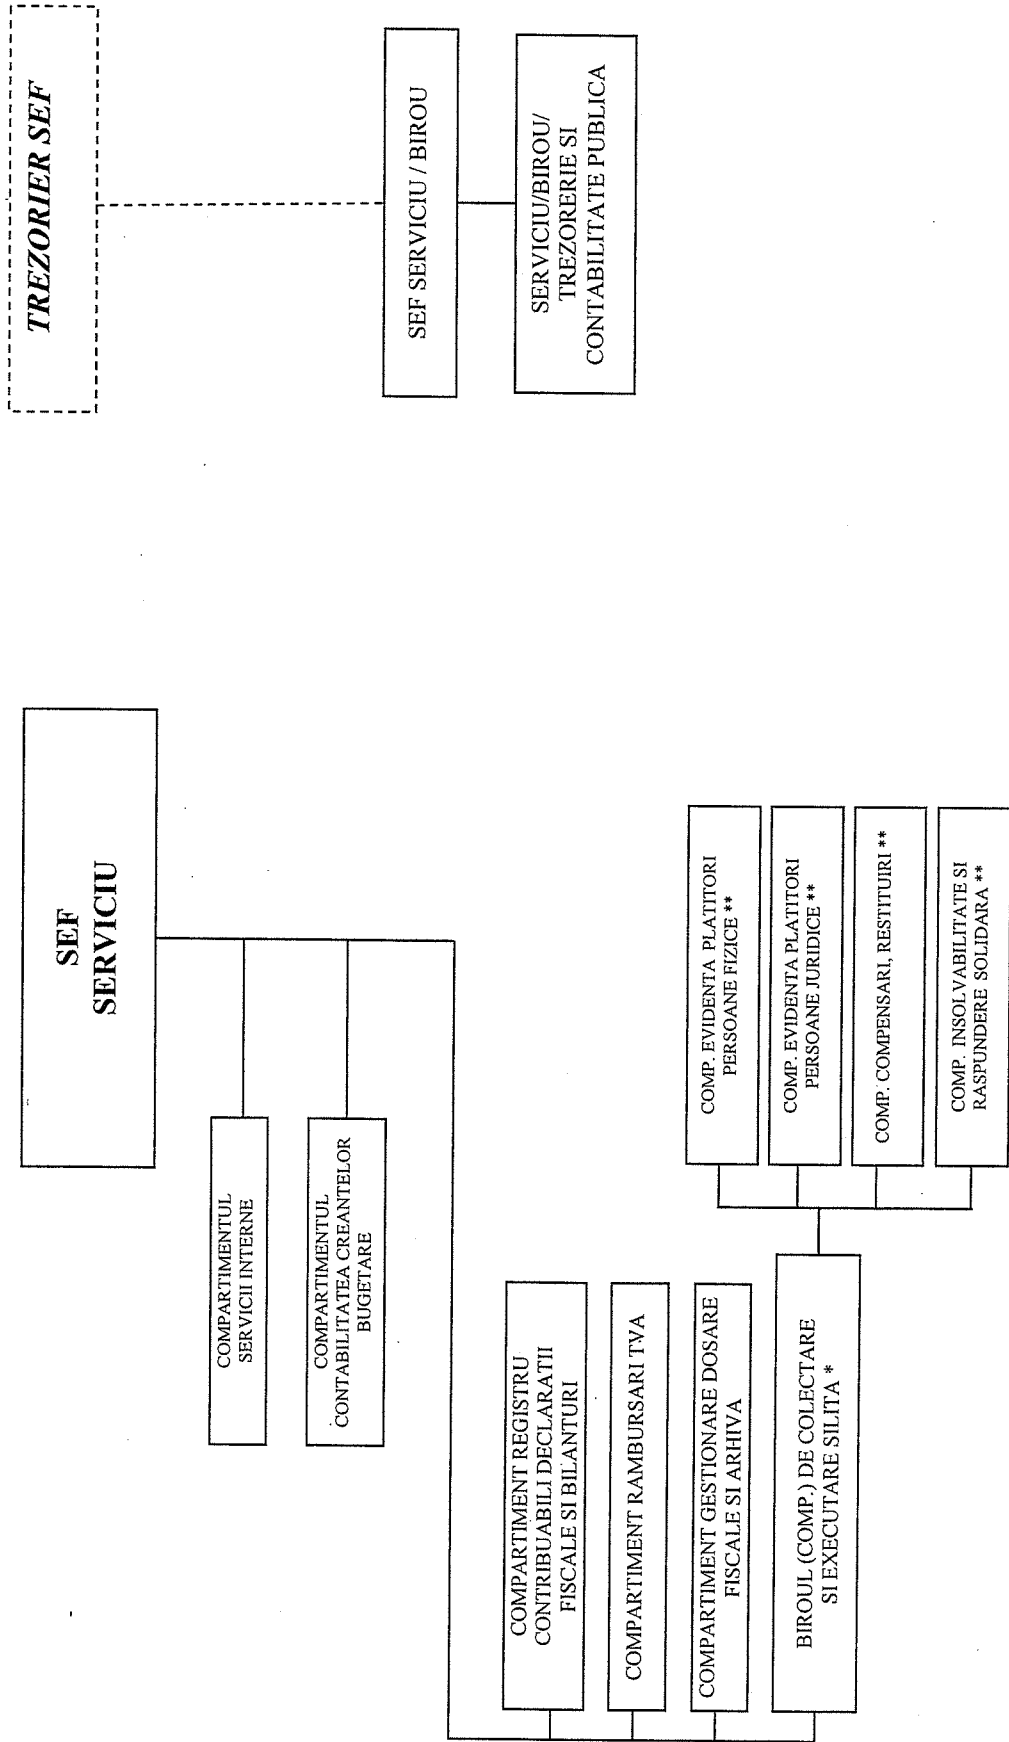 SEF
SERVICIU
TREZORIER SEF
COMPARTIMENTUL
SERVICII INTERNE
COMPARTIMENTUL
CONTABILITATEA CREANTELOR
BUGETARE
SEF SERVICIU / BIROU
SERVICIU/BIROU/
TREZORERIE SI
CONTABILITATE PUBLICA
COMPARTIMENT REGISTRU
CONTRIBUABILI DECLARATII
FISCALE SI BILANTURI
COMPARTIMENT RAMBURSARI TVA
COMPARTIMENT GESTIONARE DOSARE
FISCALE SI ARHIVA
BIROUL (COMP.) DE COLECTARE
SI EXECUTARE SILITA *
COMP. EVIDENTA PLATITORI
PERSOANE FIZICE **
COMP. EVIDENTA PLATITORI
PERSOANE JURIDICE **
COMP. COMPENSARI, RESTITUIRI **
COMP. INSOLVABILITATE SI
RASPUNDERE SOLIDARA **